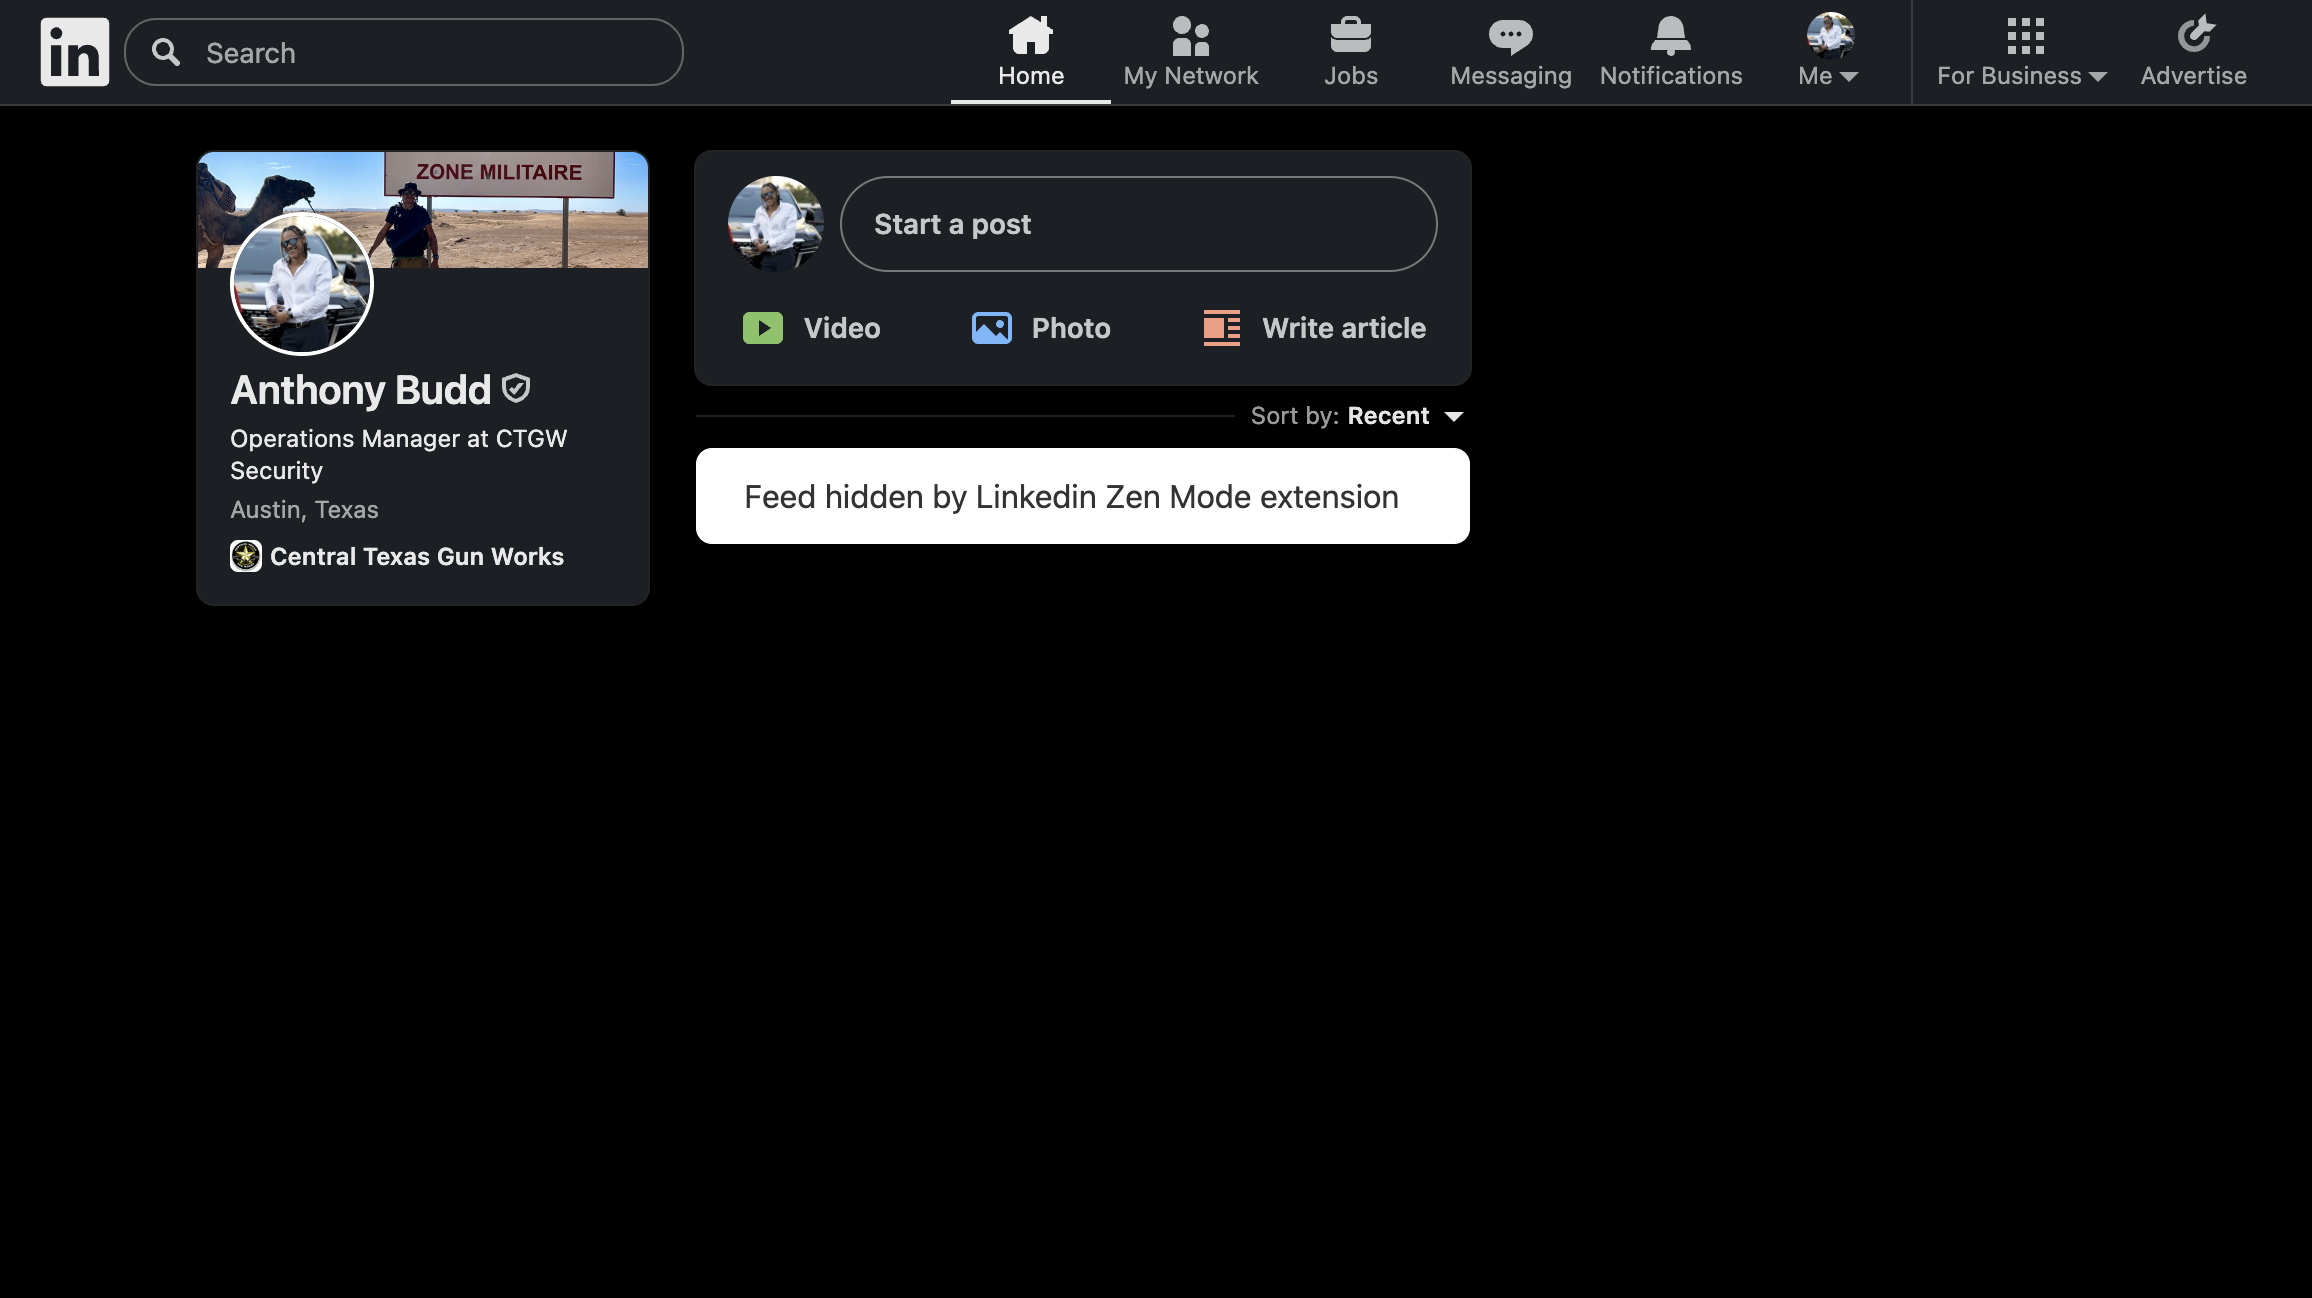 in
Search
Home
My Network
Jobs
Messaging
Notifications
Me
For Business
Advertise
ZONE MILITAIRE
Anthony Budd
Operations Manager at CTGW
Security
Austin, Texas
Central Texas Gun Works
Start a post
Video
Photo
Write article
Sort by: Recent
Feed hidden by Linkedin Zen Mode extension